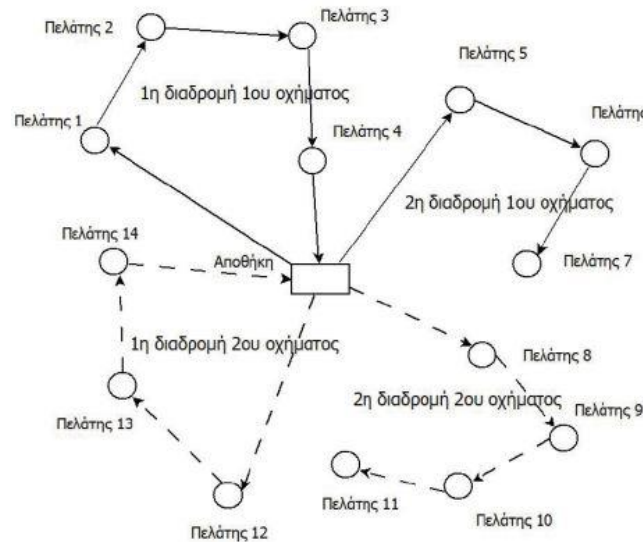 Πελάτης 2
Πελάτης 3
Πελάτης 5
1η διαδρομή 1ου οχήματος
Πελάτης 1
Πελάτης 4
Πελάτης
2η διαδρομή 1ου οχήματος
Πελάτης 14
Αποθήκη
Πελάτης 7
1η διαδρομή 2ου οχήματος
Πελάτης 8
2η διαδρομή 2ου οχήματος
Πελάτης 9
Πελάτης 13
Πελάτης 11
Πελάτης 10
Πελάτης 12